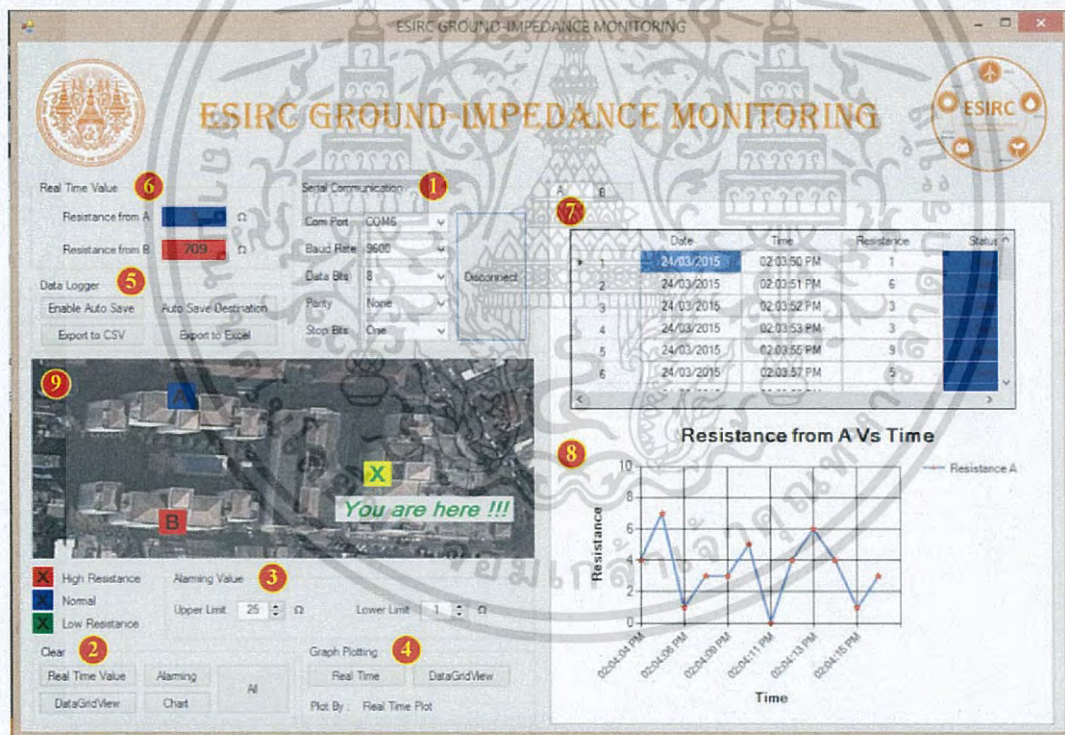 ESIRC GROUND-IMPEDANCE MONITORING
ESIRC GROUND-IMPEDANCE MONITORING
ESIRC
Real Time Value 6
Resistance from A Ω
Resistance from B 709 Ω
Data Logger 5
Enable Auto Save Auto Save Destination
Export to CSV Export to Excel
Serial Communication 1
Com Port COM6
Baud Rate 9600
Data Bits 8
Parity None
Stop Bits One
Disconnect
A B
7
Date Time Resistance Status
1 24/03/2015 02:03:50 PM 1
2 24/03/2015 02:03:51 PM 6
3 24/03/2015 02:03:52 PM 3
4 24/03/2015 02:03:53 PM 3
5 24/03/2015 02:03:55 PM 9
6 24/03/2015 02:03:57 PM 5
9
A
X
You are here !!!
B
X High Resistance
X Normal
X Low Resistance
Alarming Value 3
Upper Limit 25 Ω Lower Limit 1 Ω
Clear 2
Real Time Value Alarming All
DataGridView Chart
Graph Plotting 4
Real Time DataGridView
Plot By : Real Time Plot
8
Resistance from A Vs Time
Resistance A
Resistance
10
8
6
4
2
0
02:04:04 PM 02:04:06 PM 02:04:09 PM 02:04:11 PM 02:04:13 PM 02:04:15 PM
Time